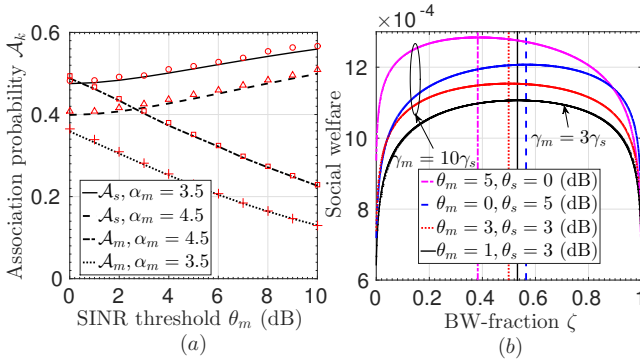 Association probability 𝒜ₖ
0.6
0.4
0.2
0
0 2 4 6 8 10
SINR threshold θₘ (dB)
(a)
𝒜ₛ, αₘ = 3.5
𝒜ₛ, αₘ = 4.5
𝒜ₘ, αₘ = 4.5
𝒜ₘ, αₘ = 3.5
×10⁻⁴
Social welfare
12
10
8
6
0 0.2 0.4 0.6 0.8 1
BW-fraction ζ
(b)
γₘ = 10γₛ
γₘ = 3γₛ
θₘ = 5, θₛ = 0 (dB)
θₘ = 0, θₛ = 5 (dB)
θₘ = 3, θₛ = 3 (dB)
θₘ = 1, θₛ = 3 (dB)